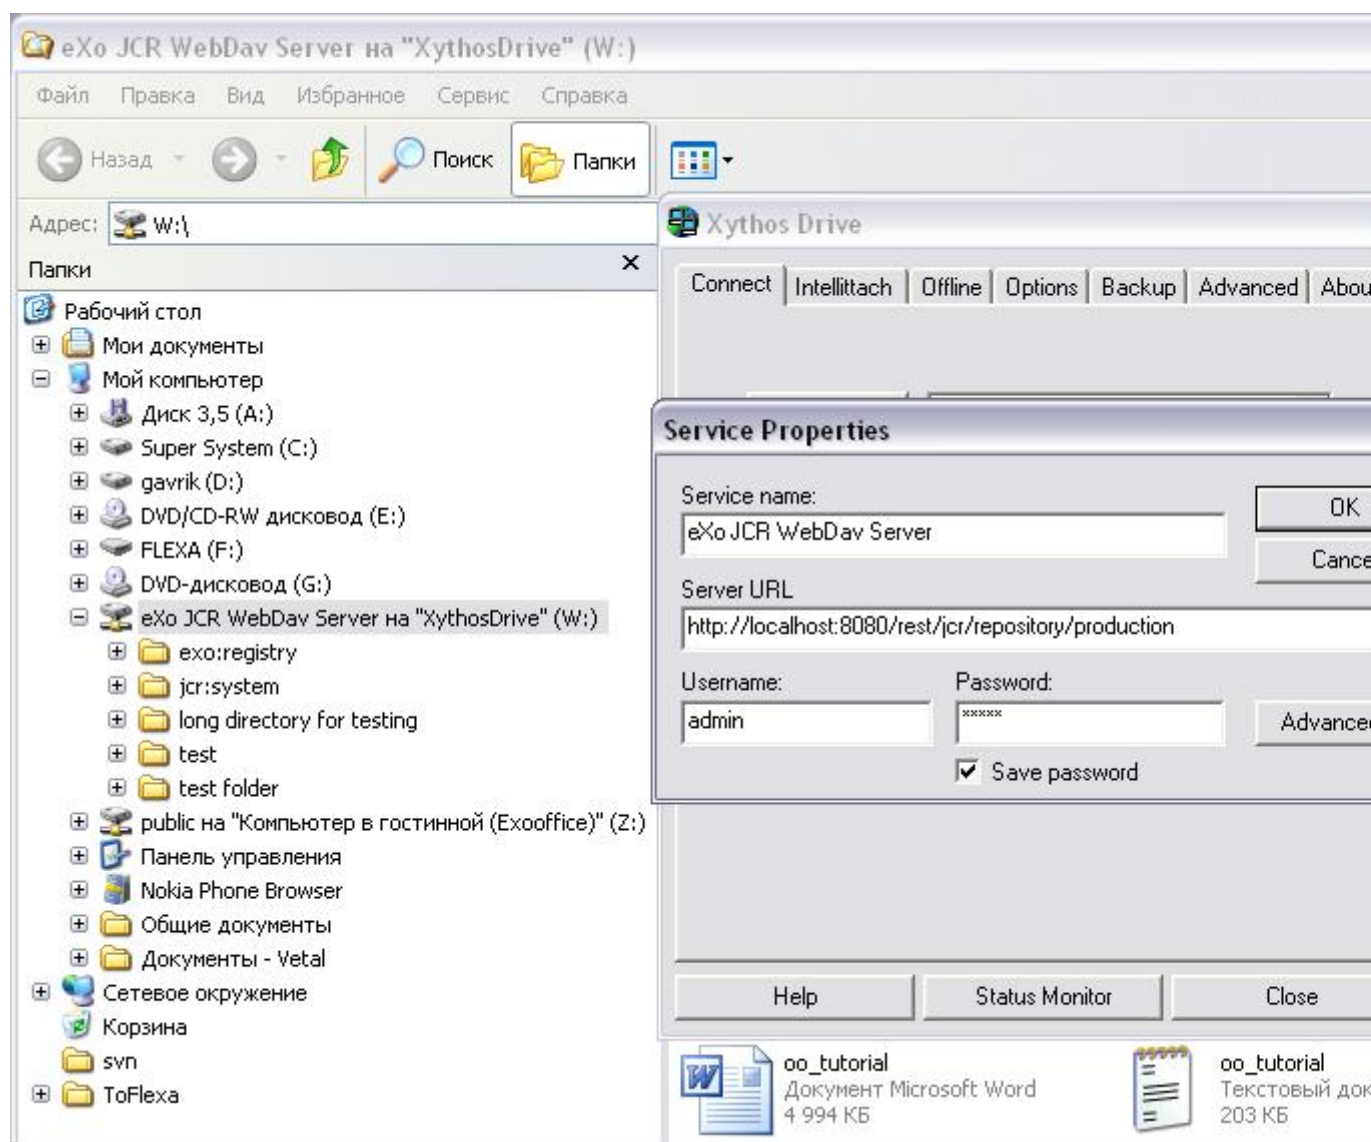 eXo JCR WebDav Server на "XythosDrive" (W:)
Файл Правка Вид Избранное Сервис Справка
Назад Поиск Папки
Адрес: W:\
Папки
Рабочий стол
Мои документы
Мой компьютер
Диск 3,5 (A:)
Super System (C:)
gavrik (D:)
DVD/CD-RW дисковод (E:)
FLEXA (F:)
DVD-дисковод (G:)
eXo JCR WebDav Server на "XythosDrive" (W:)
exo:registry
jcr:system
long directory for testing
test
test folder
public на "Компьютер в гостинной (Exooffice)" (Z:)
Панель управления
Nokia Phone Browser
Общие документы
Документы - Vetal
Сетевое окружение
Корзина
svn
ToFlexa
Xythos Drive
Connect Intellittach Offline Options Backup Advanced Abou
Service Properties
Service name:
eXo JCR WebDav Server
OK
Cance
Server URL
http://localhost:8080/rest/jcr/repository/production
Username: Password:
admin xxxxx
Advanced
Save password
Help Status Monitor Close
oo_tutorial
Документ Microsoft Word
4 994 КБ
oo_tutorial
Текстовый док
203 КБ